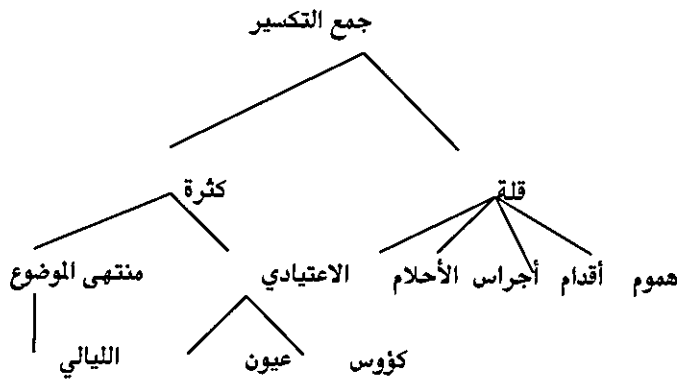 جمع التكسير
قلة كثرة
هموم أقدام أجراس الأحلام الاعتيادي منتهى الموضوع
كؤوس عيون الليالي